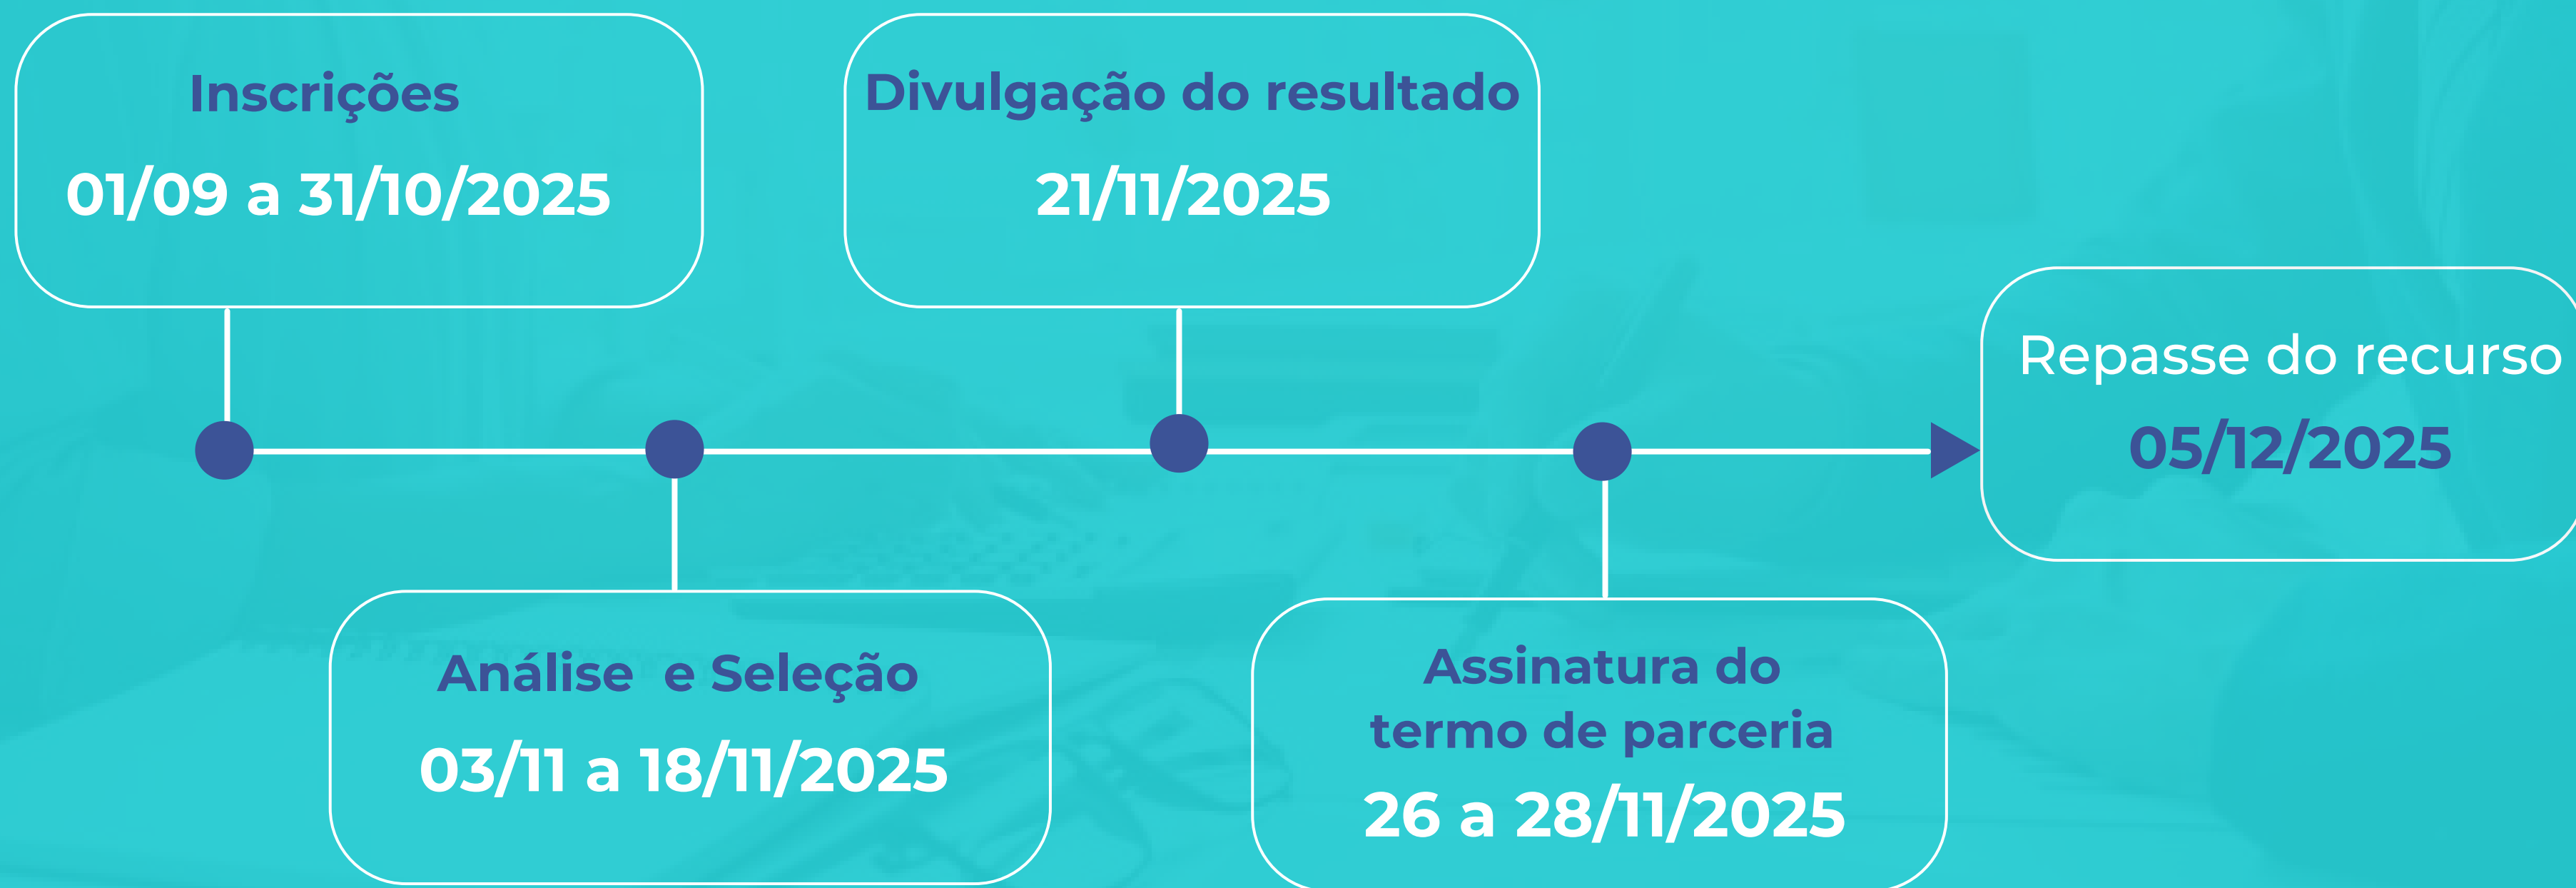 Inscrições
01/09 a 31/10/2025
Análise e Seleção
03/11 a 18/11/2025
Divulgação do resultado
21/11/2025
Assinatura do
termo de parceria
26 a 28/11/2025
Repasse do recurso
05/12/2025